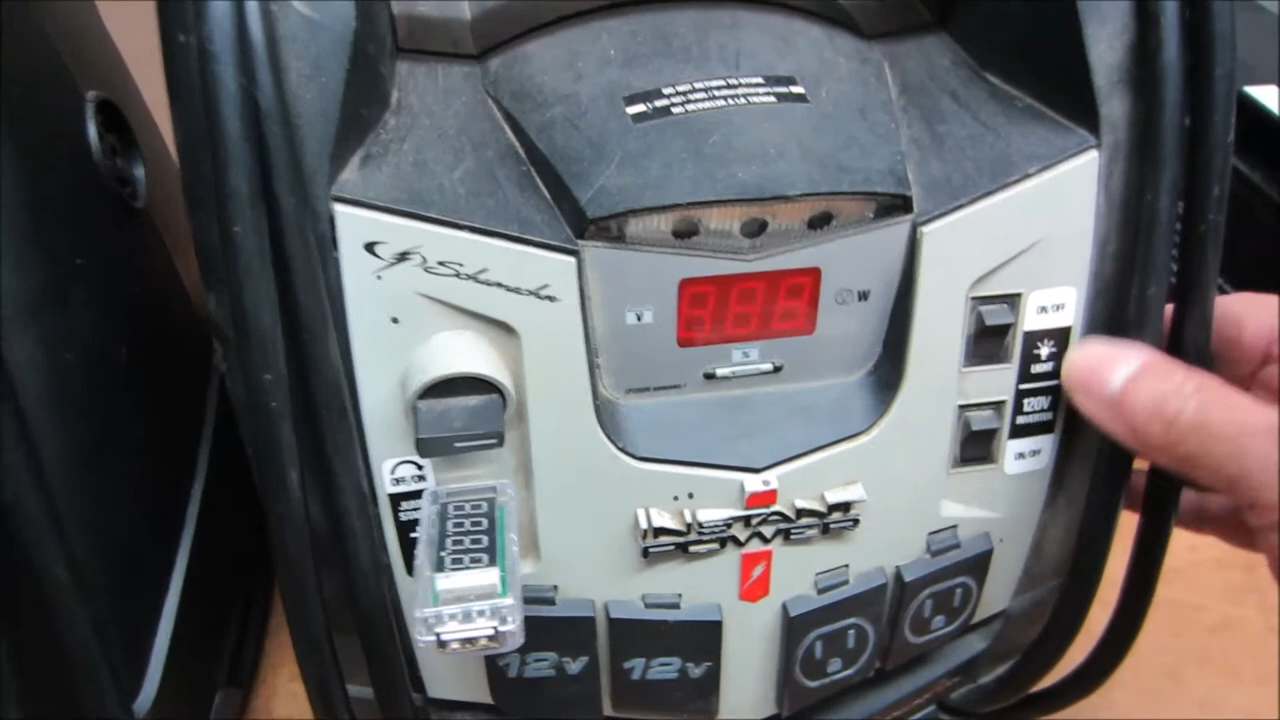 DO NOT RETURN TO STORE
NO DEVUELVA A LA TIENDA
Schumacher
V
888
W
%
ON/OFF
LIGHT
120V
INVERTER
ON/OFF
OFF/ON
INSTANT
POWER
8888
12v
12v